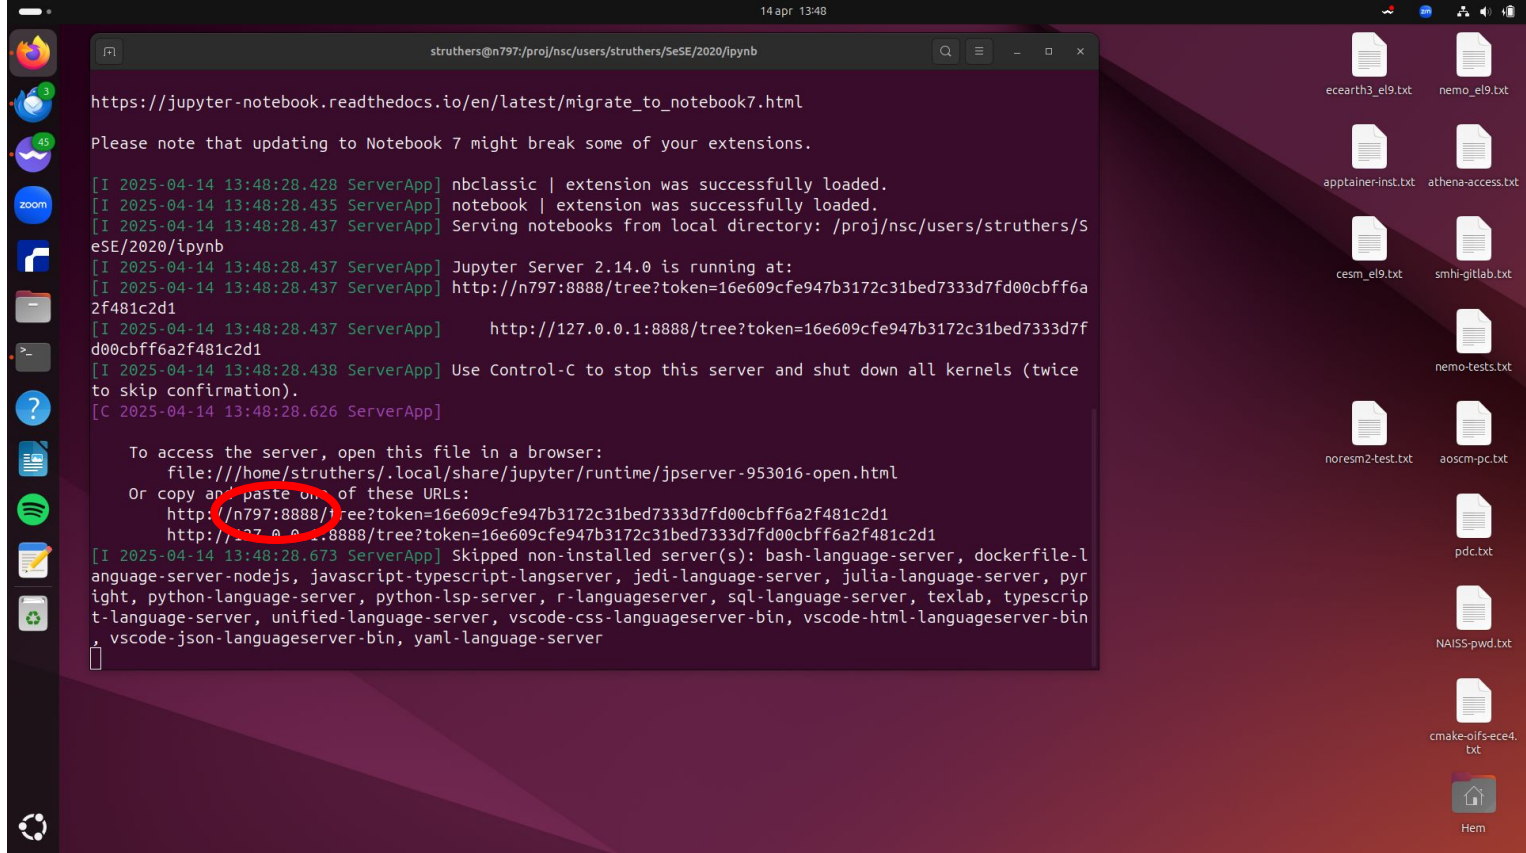 14 apr 13:48
zm
struthers@n797:/proj/nsc/users/struthers/SeSE/2020/ipynb
https://jupyter-notebook.readthedocs.io/en/latest/migrate_to_notebook7.html
Please note that updating to Notebook 7 might break some of your extensions.
[I 2025-04-14 13:48:28.428 ServerApp] nbclassic | extension was successfully loaded.
[I 2025-04-14 13:48:28.435 ServerApp] notebook | extension was successfully loaded.
[I 2025-04-14 13:48:28.437 ServerApp] Serving notebooks from local directory: /proj/nsc/users/struthers/S
eSE/2020/ipynb
[I 2025-04-14 13:48:28.437 ServerApp] Jupyter Server 2.14.0 is running at:
[I 2025-04-14 13:48:28.437 ServerApp] http://n797:8888/tree?token=16e609cfe947b3172c31bed7333d7fd00cbff6a
2f481c2d1
[I 2025-04-14 13:48:28.437 ServerApp]     http://127.0.0.1:8888/tree?token=16e609cfe947b3172c31bed7333d7f
d00cbff6a2f481c2d1
[I 2025-04-14 13:48:28.438 ServerApp] Use Control-C to stop this server and shut down all kernels (twice
to skip confirmation).
[C 2025-04-14 13:48:28.626 ServerApp]
To access the server, open this file in a browser:
file:///home/struthers/.local/share/jupyter/runtime/jpserver-953016-open.html
Or copy and paste one of these URLs:
http://n797:8888/tree?token=16e609cfe947b3172c31bed7333d7fd00cbff6a2f481c2d1
http://127.0.0.1:8888/tree?token=16e609cfe947b3172c31bed7333d7fd00cbff6a2f481c2d1
[I 2025-04-14 13:48:28.673 ServerApp] Skipped non-installed server(s): bash-language-server, dockerfile-l
anguage-server-nodejs, javascript-typescript-langserver, jedi-language-server, julia-language-server, pyr
ight, python-language-server, python-lsp-server, r-languageserver, sql-language-server, texlab, typescrip
t-language-server, unified-language-server, vscode-css-languageserver-bin, vscode-html-languageserver-bin
, vscode-json-languageserver-bin, yaml-language-server
3
45
zoom
ecearth3_el9.txt
nemo_el9.txt
apptainer-inst.txt
athena-access.txt
cesm_el9.txt
smhi-gitlab.txt
nemo-tests.txt
noresm2-test.txt
aoscm-pc.txt
pdc.txt
NAISS-pwd.txt
cmake-oifs-ece4.
txt
Hem